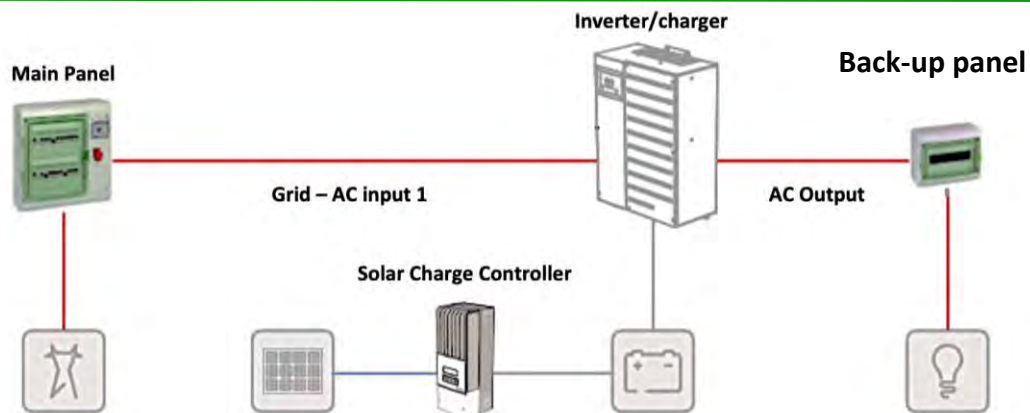 Inverter/charger
Main Panel
Back-up panel
Grid – AC input 1
AC Output
Solar Charge Controller